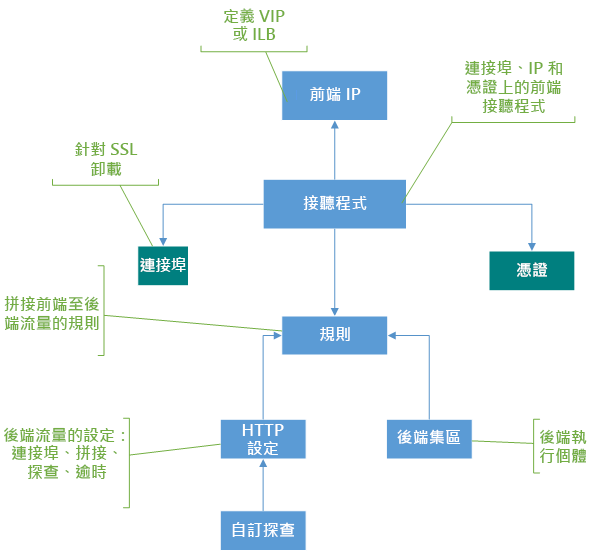 定義 VIP
或 ILB
前端 IP
連接埠、IP 和
憑證上的前端
接聽程式
針對 SSL
卸載
接聽程式
連接埠
憑證
拼接前端至後
端流量的規則
規則
後端流量的設定：
連接埠、拼接、
探查、逾時
HTTP
設定
後端集區
後端執
行個體
自訂探查